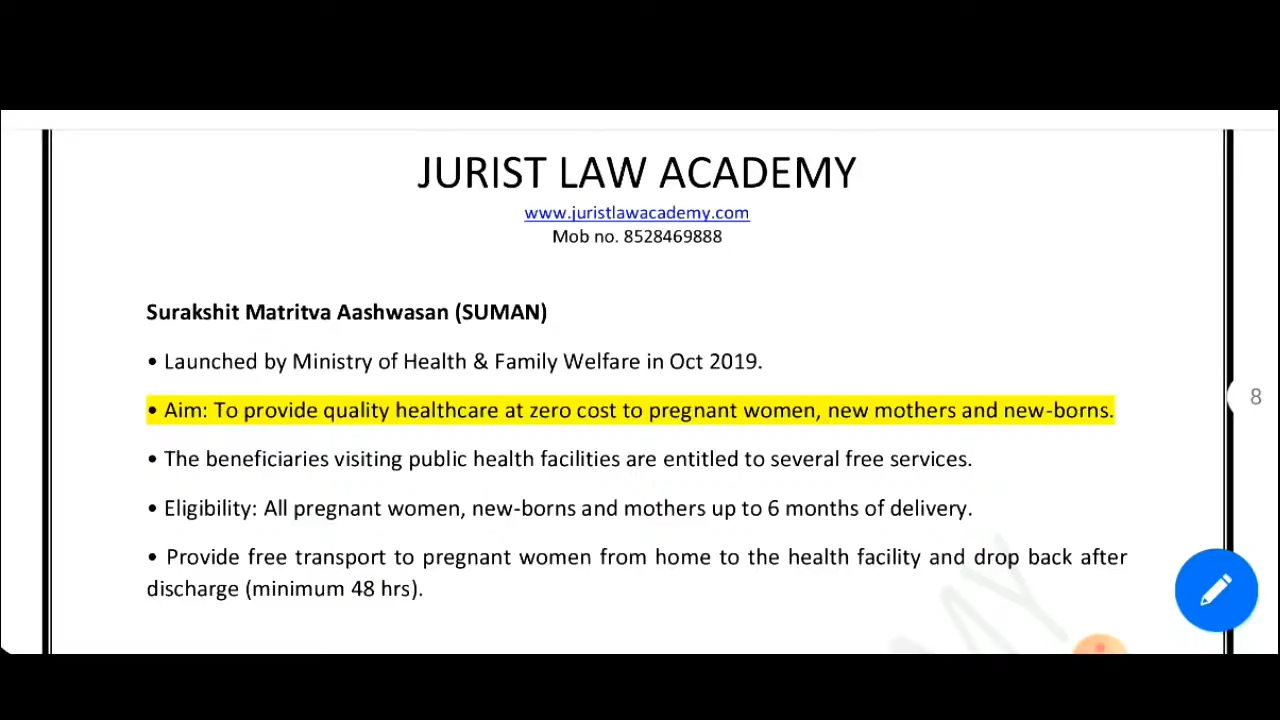 JURIST LAW ACADEMY
www.juristlawacademy.com
Mob no. 8528469888
Surakshit Matritva Aashwasan (SUMAN)
• Launched by Ministry of Health & Family Welfare in Oct 2019.
• Aim: To provide quality healthcare at zero cost to pregnant women, new mothers and new-borns.
8
• The beneficiaries visiting public health facilities are entitled to several free services.
• Eligibility: All pregnant women, new-borns and mothers up to 6 months of delivery.
• Provide free transport to pregnant women from home to the health facility and drop back after
discharge (minimum 48 hrs).
MY